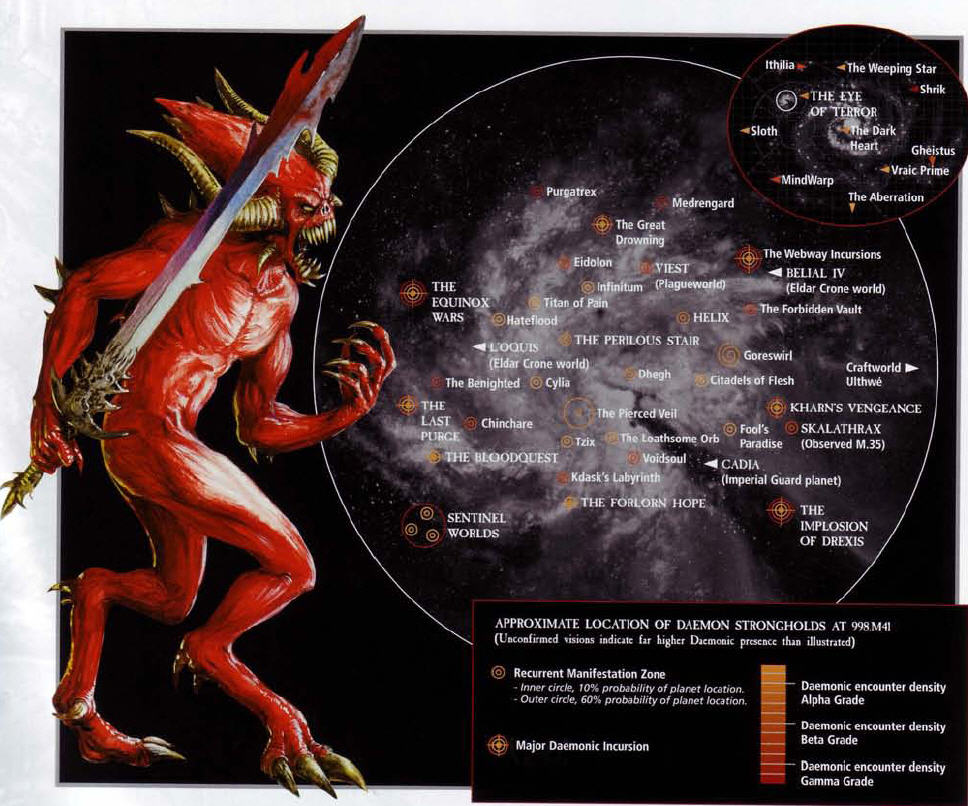 Ithilia
The Weeping Star
Shrik
THE EYE
OF TERROR
Sloth
The Dark
Heart
Gheistus
Vraic Prime
MindWarp
The Aberration
Purgatrex
Medrengard
The Great
Drowning
The Webway Incursions
Eidolon
VIEST
(Plagueworld)
BELIAL IV
(Eldar Crone world)
THE
EQUINOX
WARS
Infinitum
Titan of Pain
The Forbidden Vault
Hateflood
HELIX
THE PERILOUS STAIR
L'OQUIS
(Eldar Crone world)
Goreswirl
Craftworld
Ulthwé
Dhegh
The Benighted
Cylia
Citadels of Flesh
THE
LAST
PURGE
The Pierced Veil
KHARN'S VENGEANCE
Chinchare
Fool's
Paradise
SKALATHRAX
(Observed M.35)
Tzix
The Loathsome Orb
THE BLOODQUEST
Voidsoul
CADIA
(Imperial Guard planet)
Kdask's Labyrinth
THE FORLORN HOPE
SENTINEL
WORLDS
THE
IMPLOSION
OF DREXIS
APPROXIMATE LOCATION OF DAEMON STRONGHOLDS AT 998.M41
(Unconfirmed visions indicate far higher Daemonic presence than illustrated)
Recurrent Manifestation Zone
- Inner circle, 10% probability of planet location.
- Outer circle, 60% probability of planet location.
Major Daemonic Incursion
Daemonic encounter density
Alpha Grade
Daemonic encounter density
Beta Grade
Daemonic encounter density
Gamma Grade